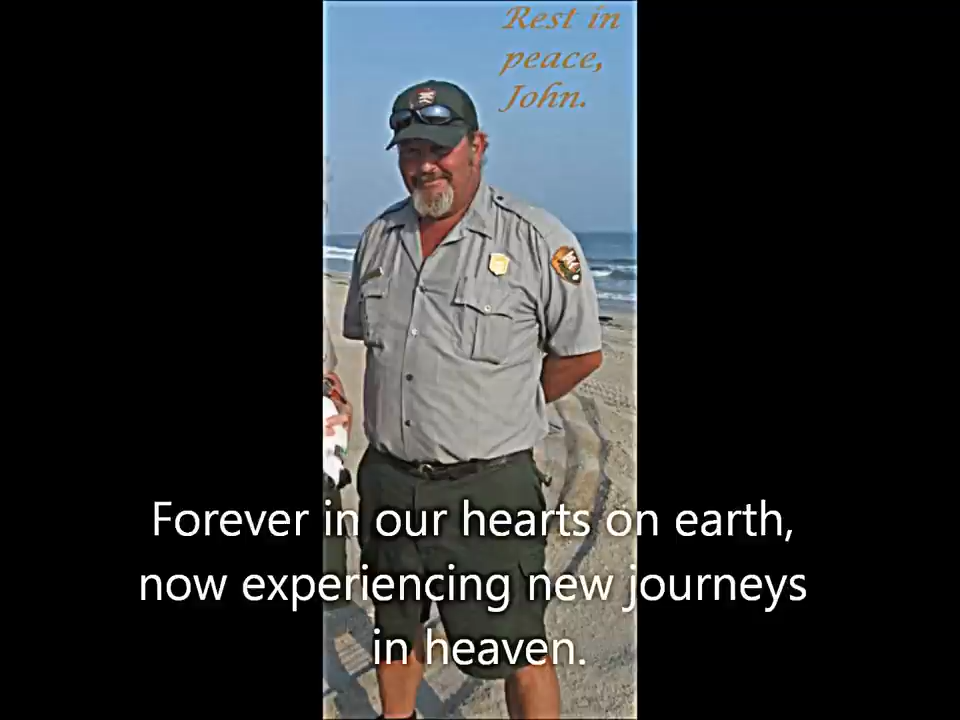 Rest in
peace,
John.
Forever in our hearts on earth,
now experiencing new journeys
in heaven.